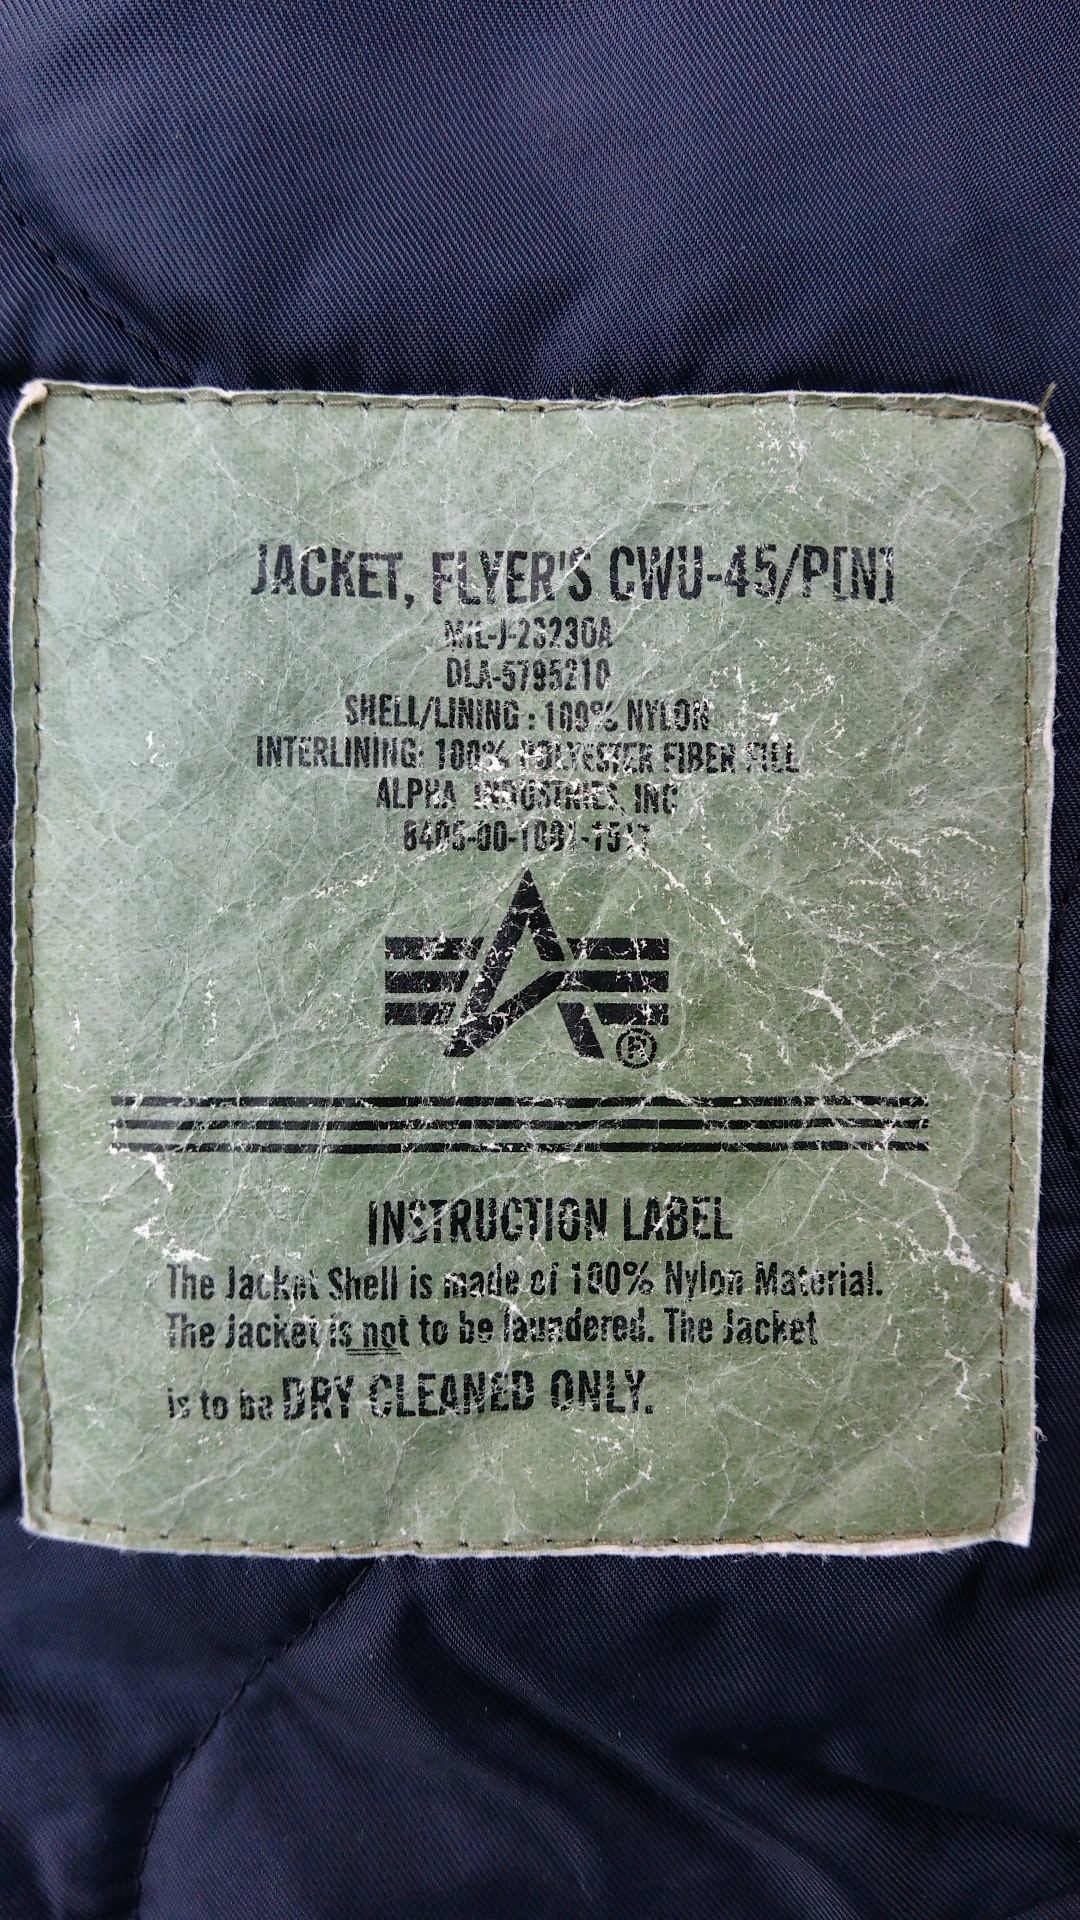 JACKET, FLYER'S CWU-45/P[N]
MIL-J-23230A
DLA-5795210
SHELL/LINING : 100% NYLON
INTERLINING: 100% POLYESTER FIBER FILL
ALPHA INDUSTRIES, INC
®
INSTRUCTION LABEL
The Jacket Shell is made of 100% Nylon Material.
The Jacket is not to be laundered. The Jacket
is to be DRY CLEANED ONLY.